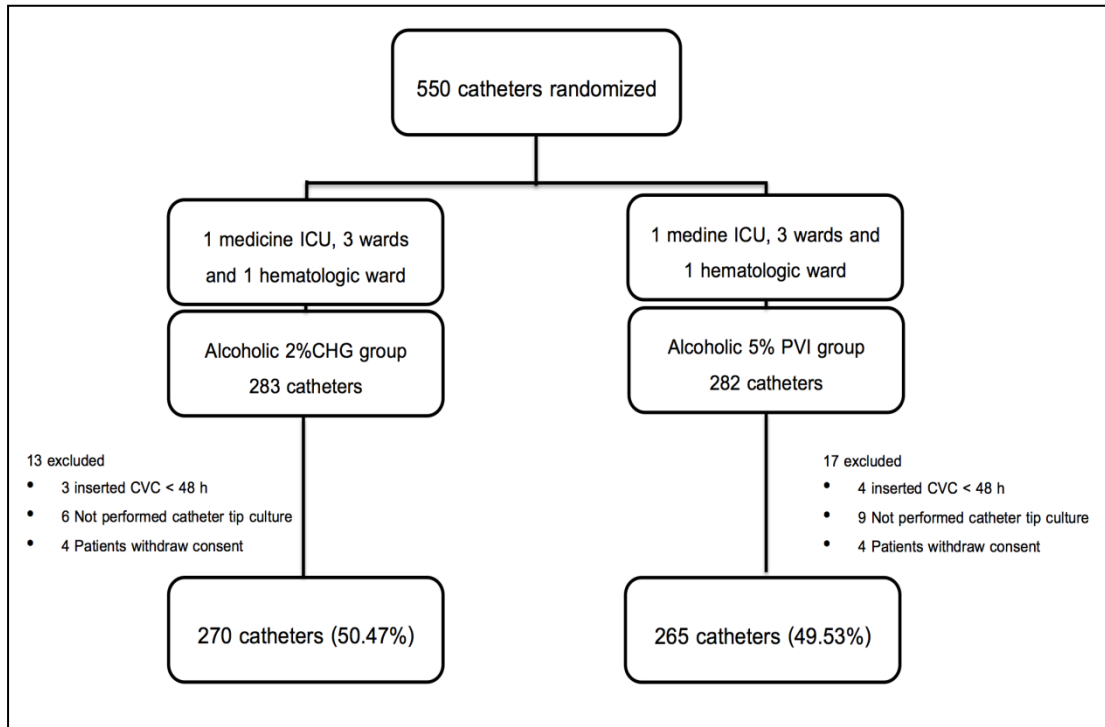 550 catheters randomized
1 medicine ICU, 3 wards
and 1 hematologic ward
1 medine ICU, 3 wards and
1 hematologic ward
Alcoholic 2%CHG group
283 catheters
Alcoholic 5% PVI group
282 catheters
13 excluded
• 3 inserted CVC < 48 h
• 6 Not performed catheter tip culture
• 4 Patients withdraw consent
17 excluded
• 4 inserted CVC < 48 h
• 9 Not performed catheter tip culture
• 4 Patients withdraw consent
270 catheters (50.47%)
265 catheters (49.53%)